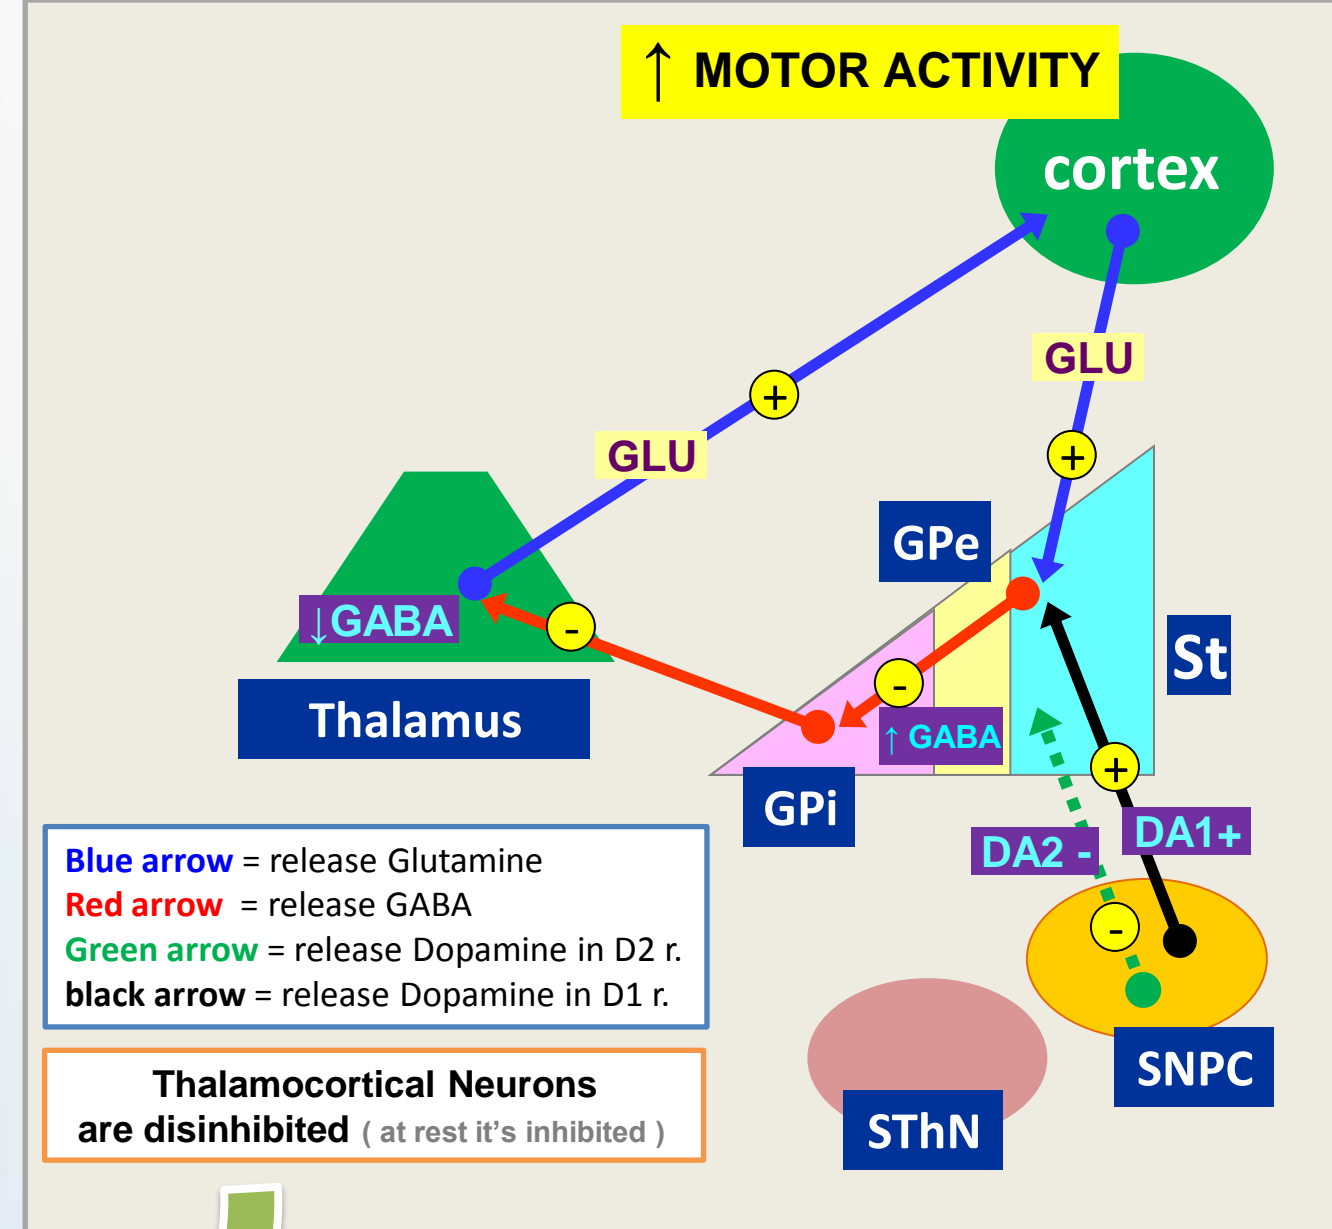 ↑ MOTOR ACTIVITY
cortex
GLU
+
+
GLU
GPe
↓GABA
-
-
St
Thalamus
↑ GABA
+
GPi
DA1+
DA2 -
-
Blue arrow = release Glutamine
Red arrow = release GABA
Green arrow = release Dopamine in D2 r.
black arrow = release Dopamine in D1 r.
SNPC
Thalamocortical Neurons
are disinhibited ( at rest it's inhibited )
SThN